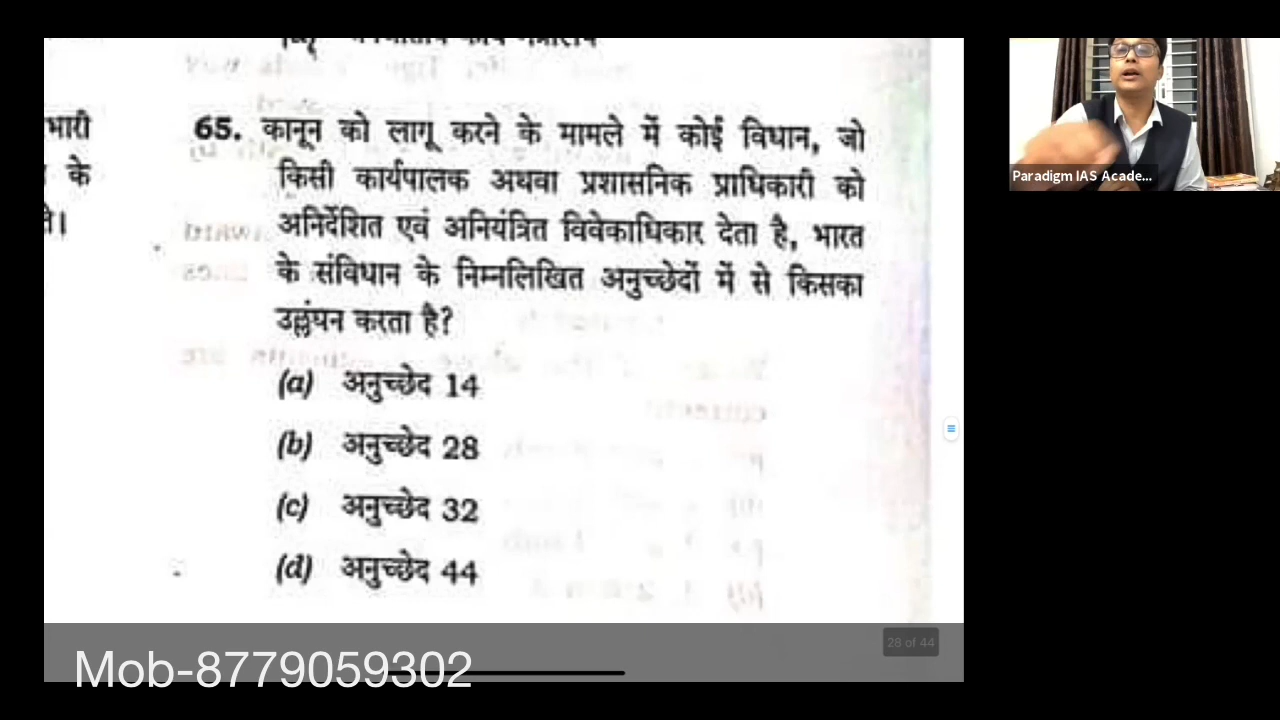 भारी
के
65. कानून को लागू करने के मामले में कोई विधान, जो
किसी कार्यपालक अथवा प्रशासनिक प्राधिकारी को
अनिर्देशित एवं अनियंत्रित विवेकाधिकार देता है, भारत
के संविधान के निम्नलिखित अनुच्छेदों में से किसका
उल्लंघन करता है?
(a) अनुच्छेद 14
(b) अनुच्छेद 28
(c) अनुच्छेद 32
(d) अनुच्छेद 44
28 of 44
Mob-8779059302
Paradigm IAS Acade...